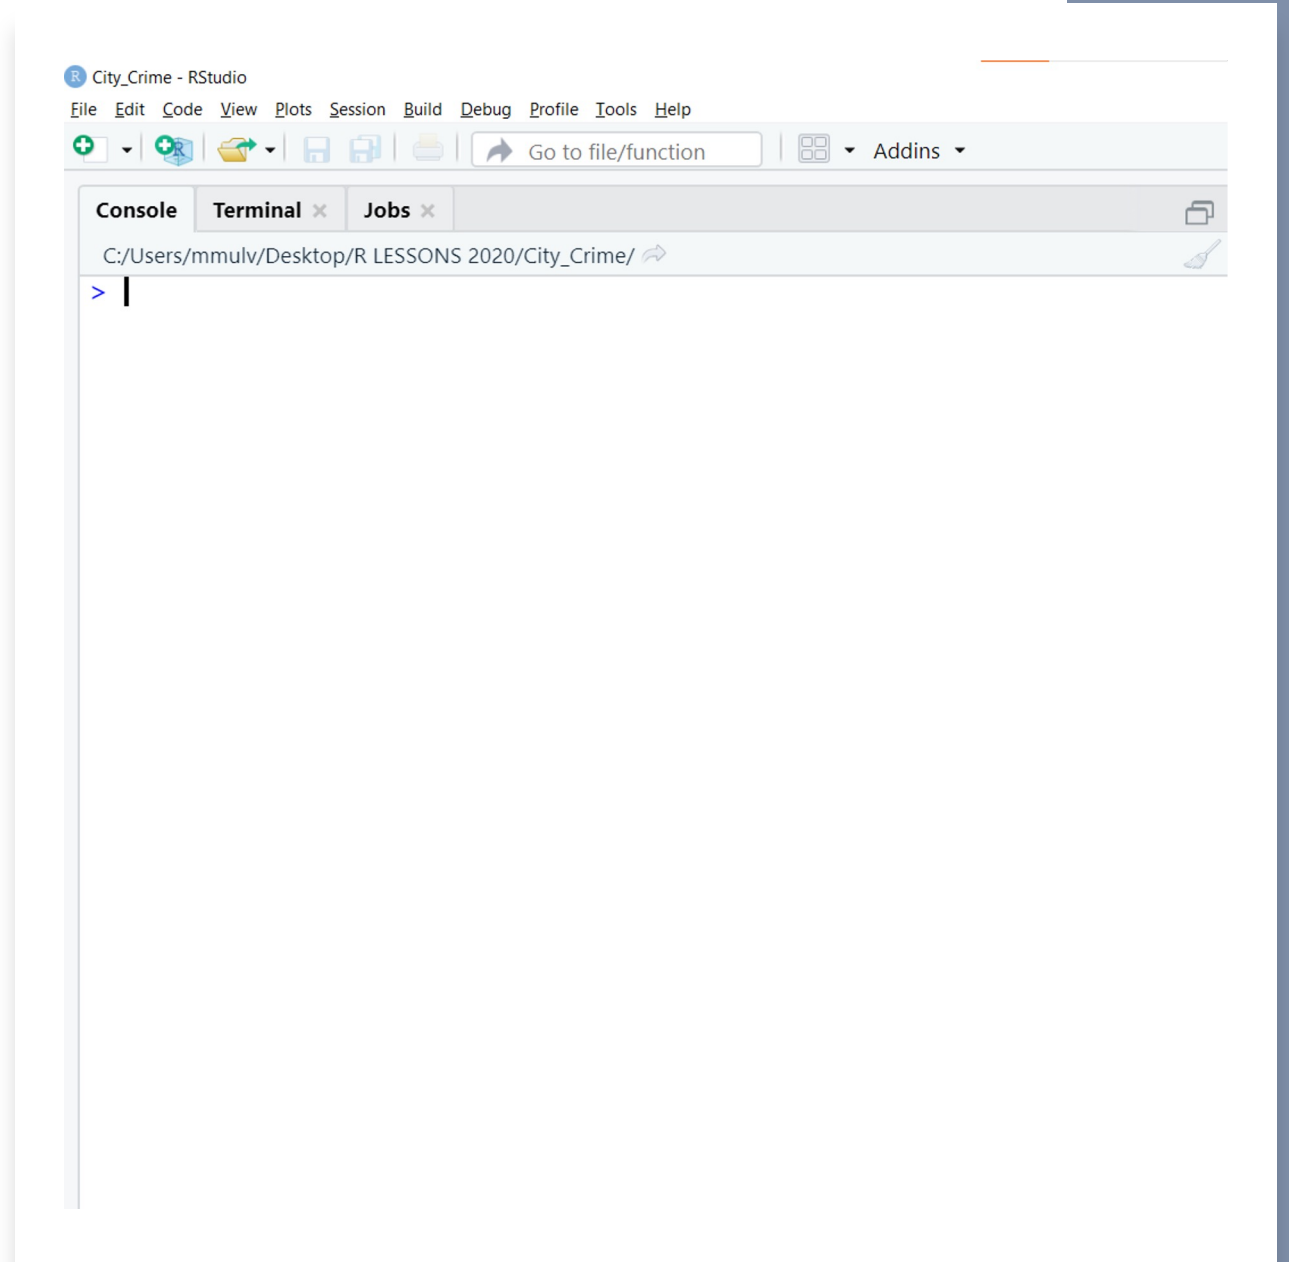 R City_Crime - RStudio
File Edit Code View Plots Session Build Debug Profile Tools Help
R Go to file/function Addins
Console Terminal Jobs
C:/Users/mmulv/Desktop/R LESSONS 2020/City_Crime/
>